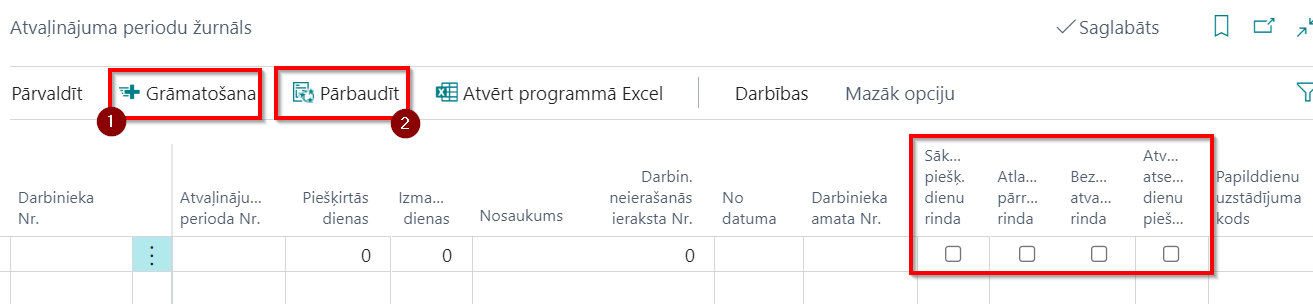 Atvaļinājuma periodu žurnāls
Saglabāts
Pārvaldīt Grāmatošana Pārbaudīt Atvērt programmā Excel Darbības Mazāk opciju
1 2
Darbinieka
Nr.
Atvaļināju...
perioda Nr.
Piešķirtās
dienas
Izma...
dienas
Nosaukums
Darbin.
neierašanās
ieraksta Nr.
No
datuma
Darbinieka
amata Nr.
Sāk...
piešķ.
dienu
rinda
Atla...
pārr...
rinda
Bez...
atva...
rinda
Atv...
atse...
dienu
pieš...
Papilddienu
uzstādījuma
kods
0 0 0